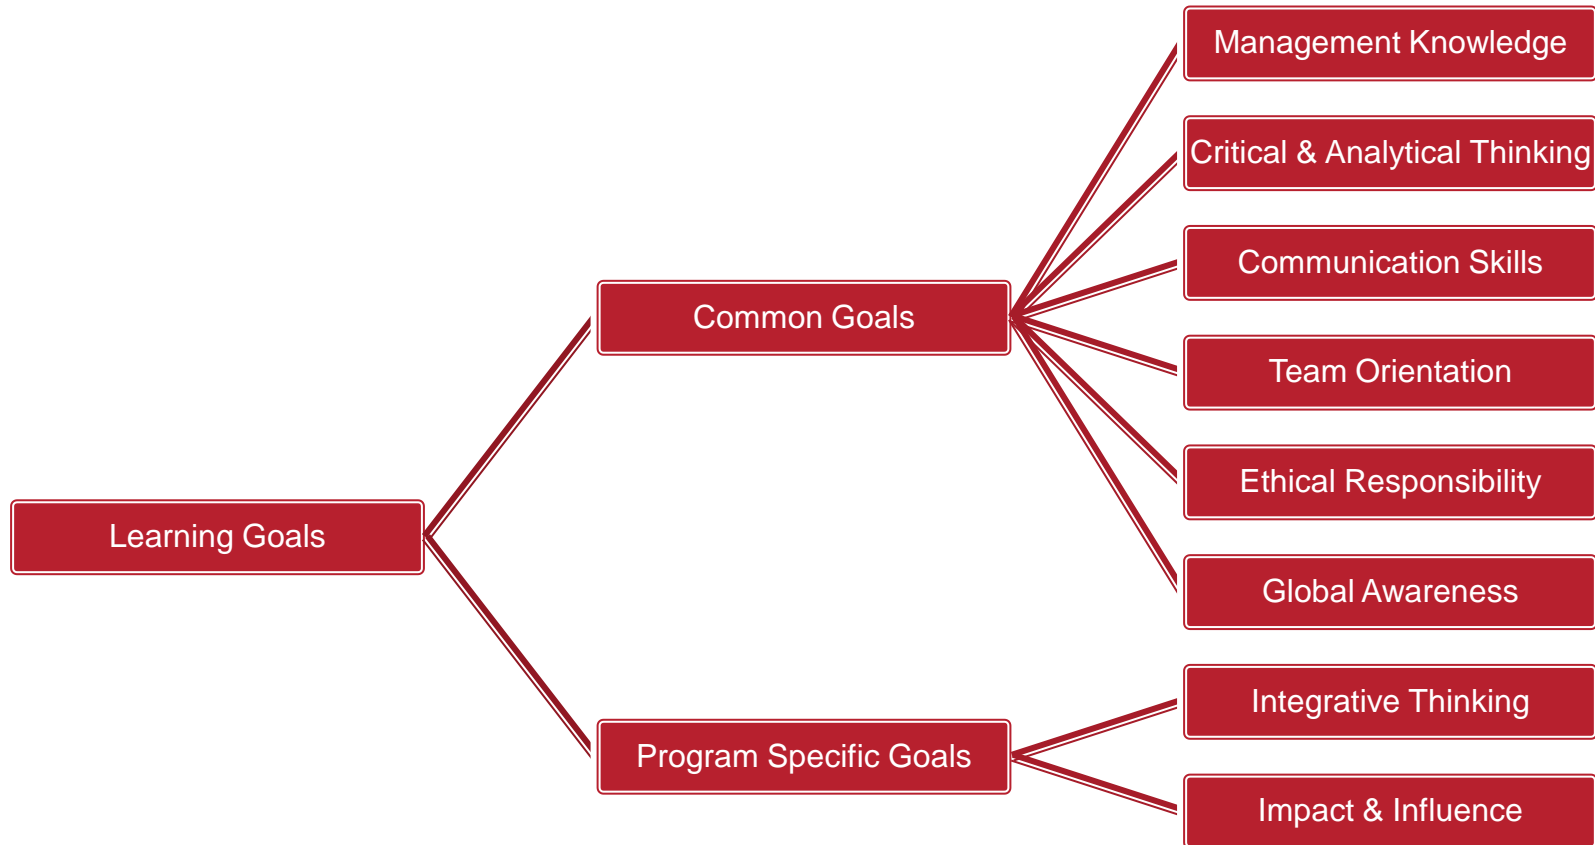 Management Knowledge
Critical & Analytical Thinking
Communication Skills
Common Goals
Team Orientation
Ethical Responsibility
Learning Goals
Global Awareness
Integrative Thinking
Program Specific Goals
Impact & Influence